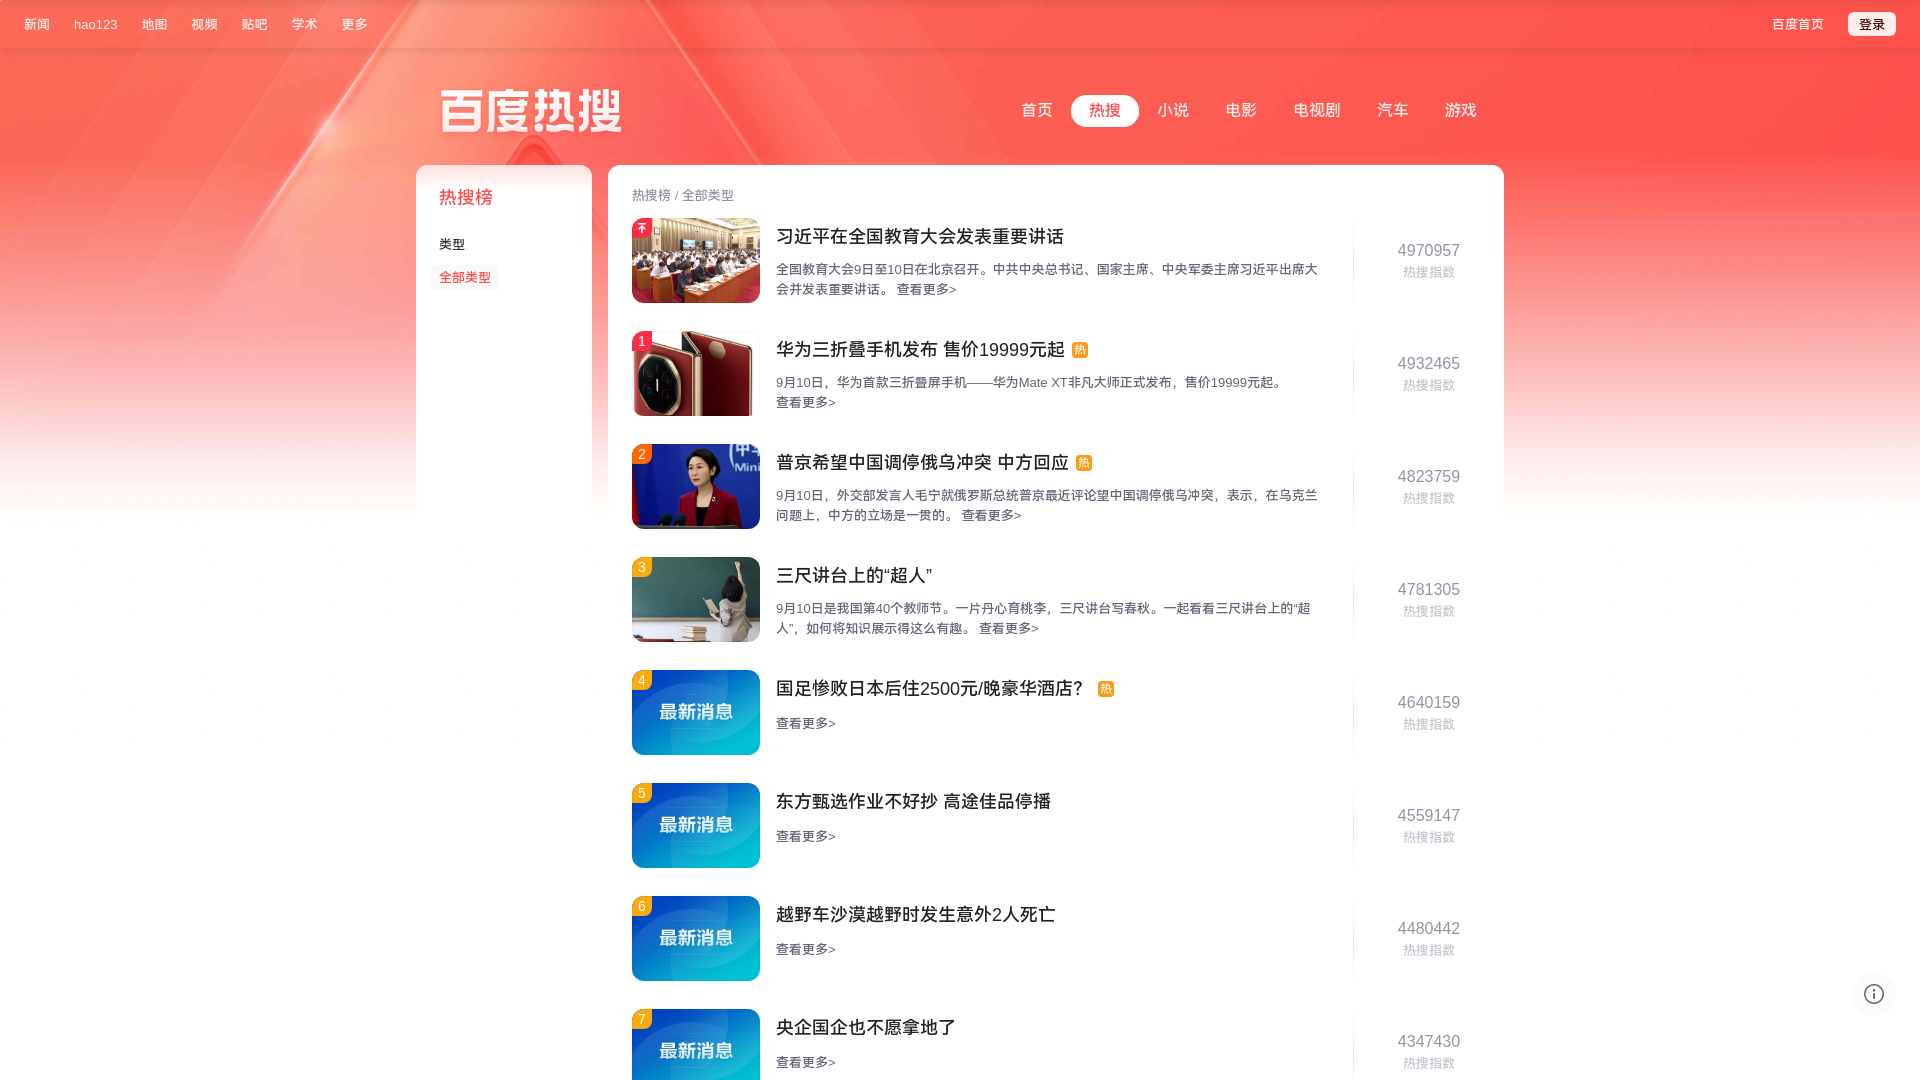 新闻 hao123 地图 视频 贴吧 学术 更多 百度首页 登录
百度热搜
首页 热搜 小说 电影 电视剧 汽车 游戏
热搜榜
类型
全部类型
热搜榜 / 全部类型
习近平在全国教育大会发表重要讲话
全国教育大会9日至10日在北京召开。中共中央总书记、国家主席、中央军委主席习近平出席大
会并发表重要讲话。 查看更多>
4970957
热搜指数
1
华为三折叠手机发布 售价19999元起 热
9月10日，华为首款三折叠屏手机——华为Mate XT非凡大师正式发布，售价19999元起。
查看更多>
4932465
热搜指数
2
普京希望中国调停俄乌冲突 中方回应 热
9月10日，外交部发言人毛宁就俄罗斯总统普京最近评论望中国调停俄乌冲突，表示，在乌克兰
问题上，中方的立场是一贯的。 查看更多>
4823759
热搜指数
3
三尺讲台上的“超人”
9月10日是我国第40个教师节。一片丹心育桃李，三尺讲台写春秋。一起看看三尺讲台上的“超
人”，如何将知识展示得这么有趣。 查看更多>
4781305
热搜指数
4
最新消息
国足惨败日本后住2500元/晚豪华酒店？ 热
查看更多>
4640159
热搜指数
5
最新消息
东方甄选作业不好抄 高途佳品停播
查看更多>
4559147
热搜指数
6
最新消息
越野车沙漠越野时发生意外2人死亡
查看更多>
4480442
热搜指数
7
最新消息
央企国企也不愿拿地了
查看更多>
4347430
热搜指数